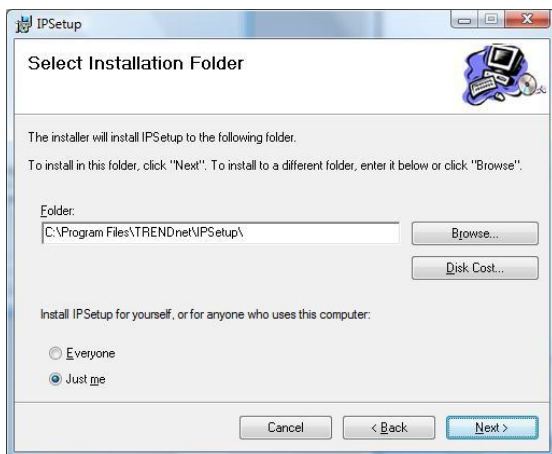 IPSetup
Select Installation Folder
The installer will install IPSetup to the following folder.
To install in this folder, click "Next". To install to a different folder, enter it below or click "Browse".
Folder:
C:\Program Files\TRENDnet\IPSetup\
Browse...
Disk Cost...
Install IPSetup for yourself, or for anyone who uses this computer:
Everyone
Just me
Cancel
< Back
Next >